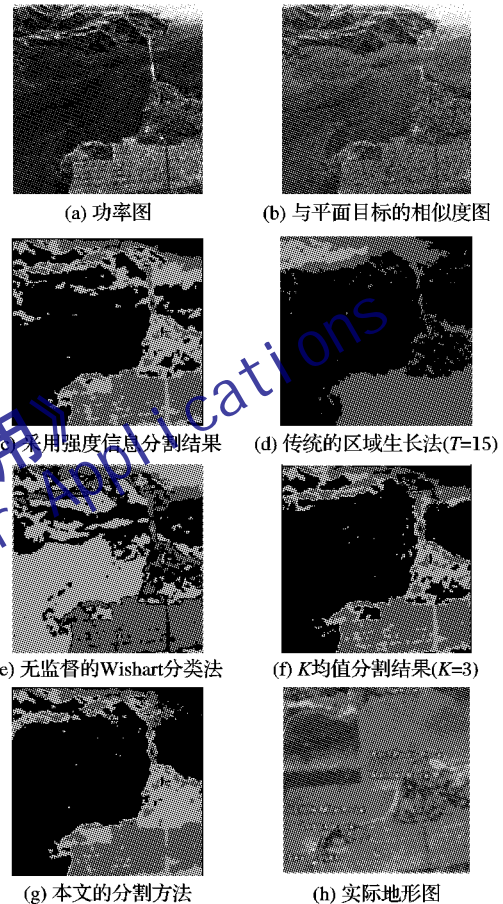 (a) 功率图
(b) 与平面目标的相似度图
c) 采用强度信息分割结果
(d) 传统的区域生长法(T=15)
e) 无监督的Wishart分类法
(f) K均值分割结果(K=3)
(g) 本文的分割方法
(h) 实际地形图
用》
r Applications